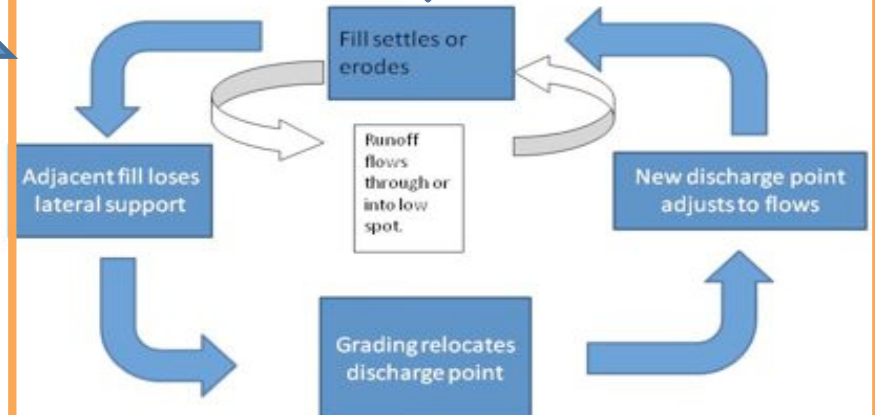 Fill settles or
erodes
Runoff
flows
through or
into low
spot.
Adjacent fill loses
lateral support
New discharge point
adjusts to flows
Grading relocates
discharge point